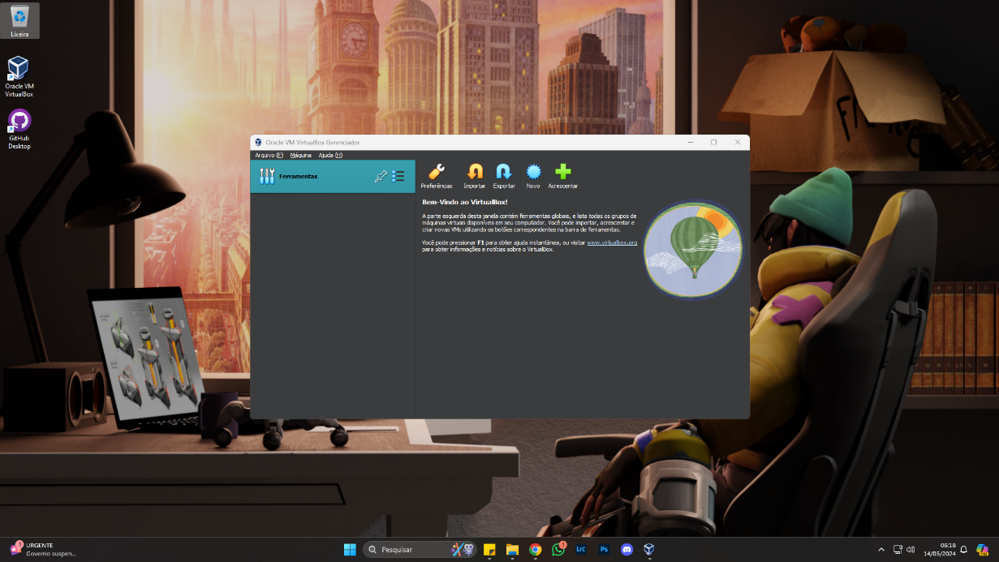 Lixeira
Oracle VM
VirtualBox
GitHub
Desktop
Oracle VM VirtualBox Gerenciador
Arquivo (F) Máquina Ajuda (H)
Ferramentas
Preferências Importar Exportar Novo Acrescentar
Bem-Vindo ao VirtualBox!
A parte esquerda desta janela contém ferramentas globais, e lista todas os grupos de
máquinas virtuais disponíveis em seu computador. Você pode importar, acrescentar e
criar novas VMs utilizando os botões correspondentes na barra de ferramentas.
Você pode pressionar F1 para obter ajuda instantânea, ou visitar www.virtualbox.org
para obter informações e notícias sobre o VirtualBox.
1
URGENTE
Governo suspen...
Pesquisar
1
LrC
Ps
06:18
14/05/2024